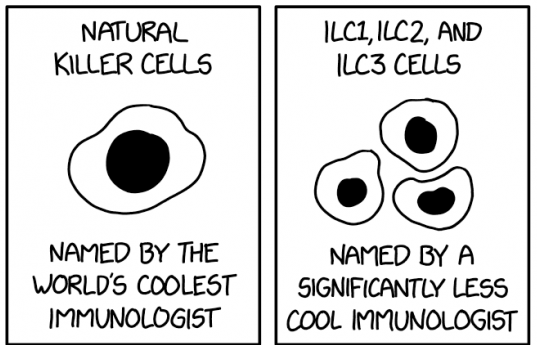 NATURAL
KILLER CELLS
NAMED BY THE
WORLD'S COOLEST
IMMUNOLOGIST
ILC1, ILC2, AND
ILC3 CELLS
NAMED BY A
SIGNIFICANTLY LESS
COOL IMMUNOLOGIST